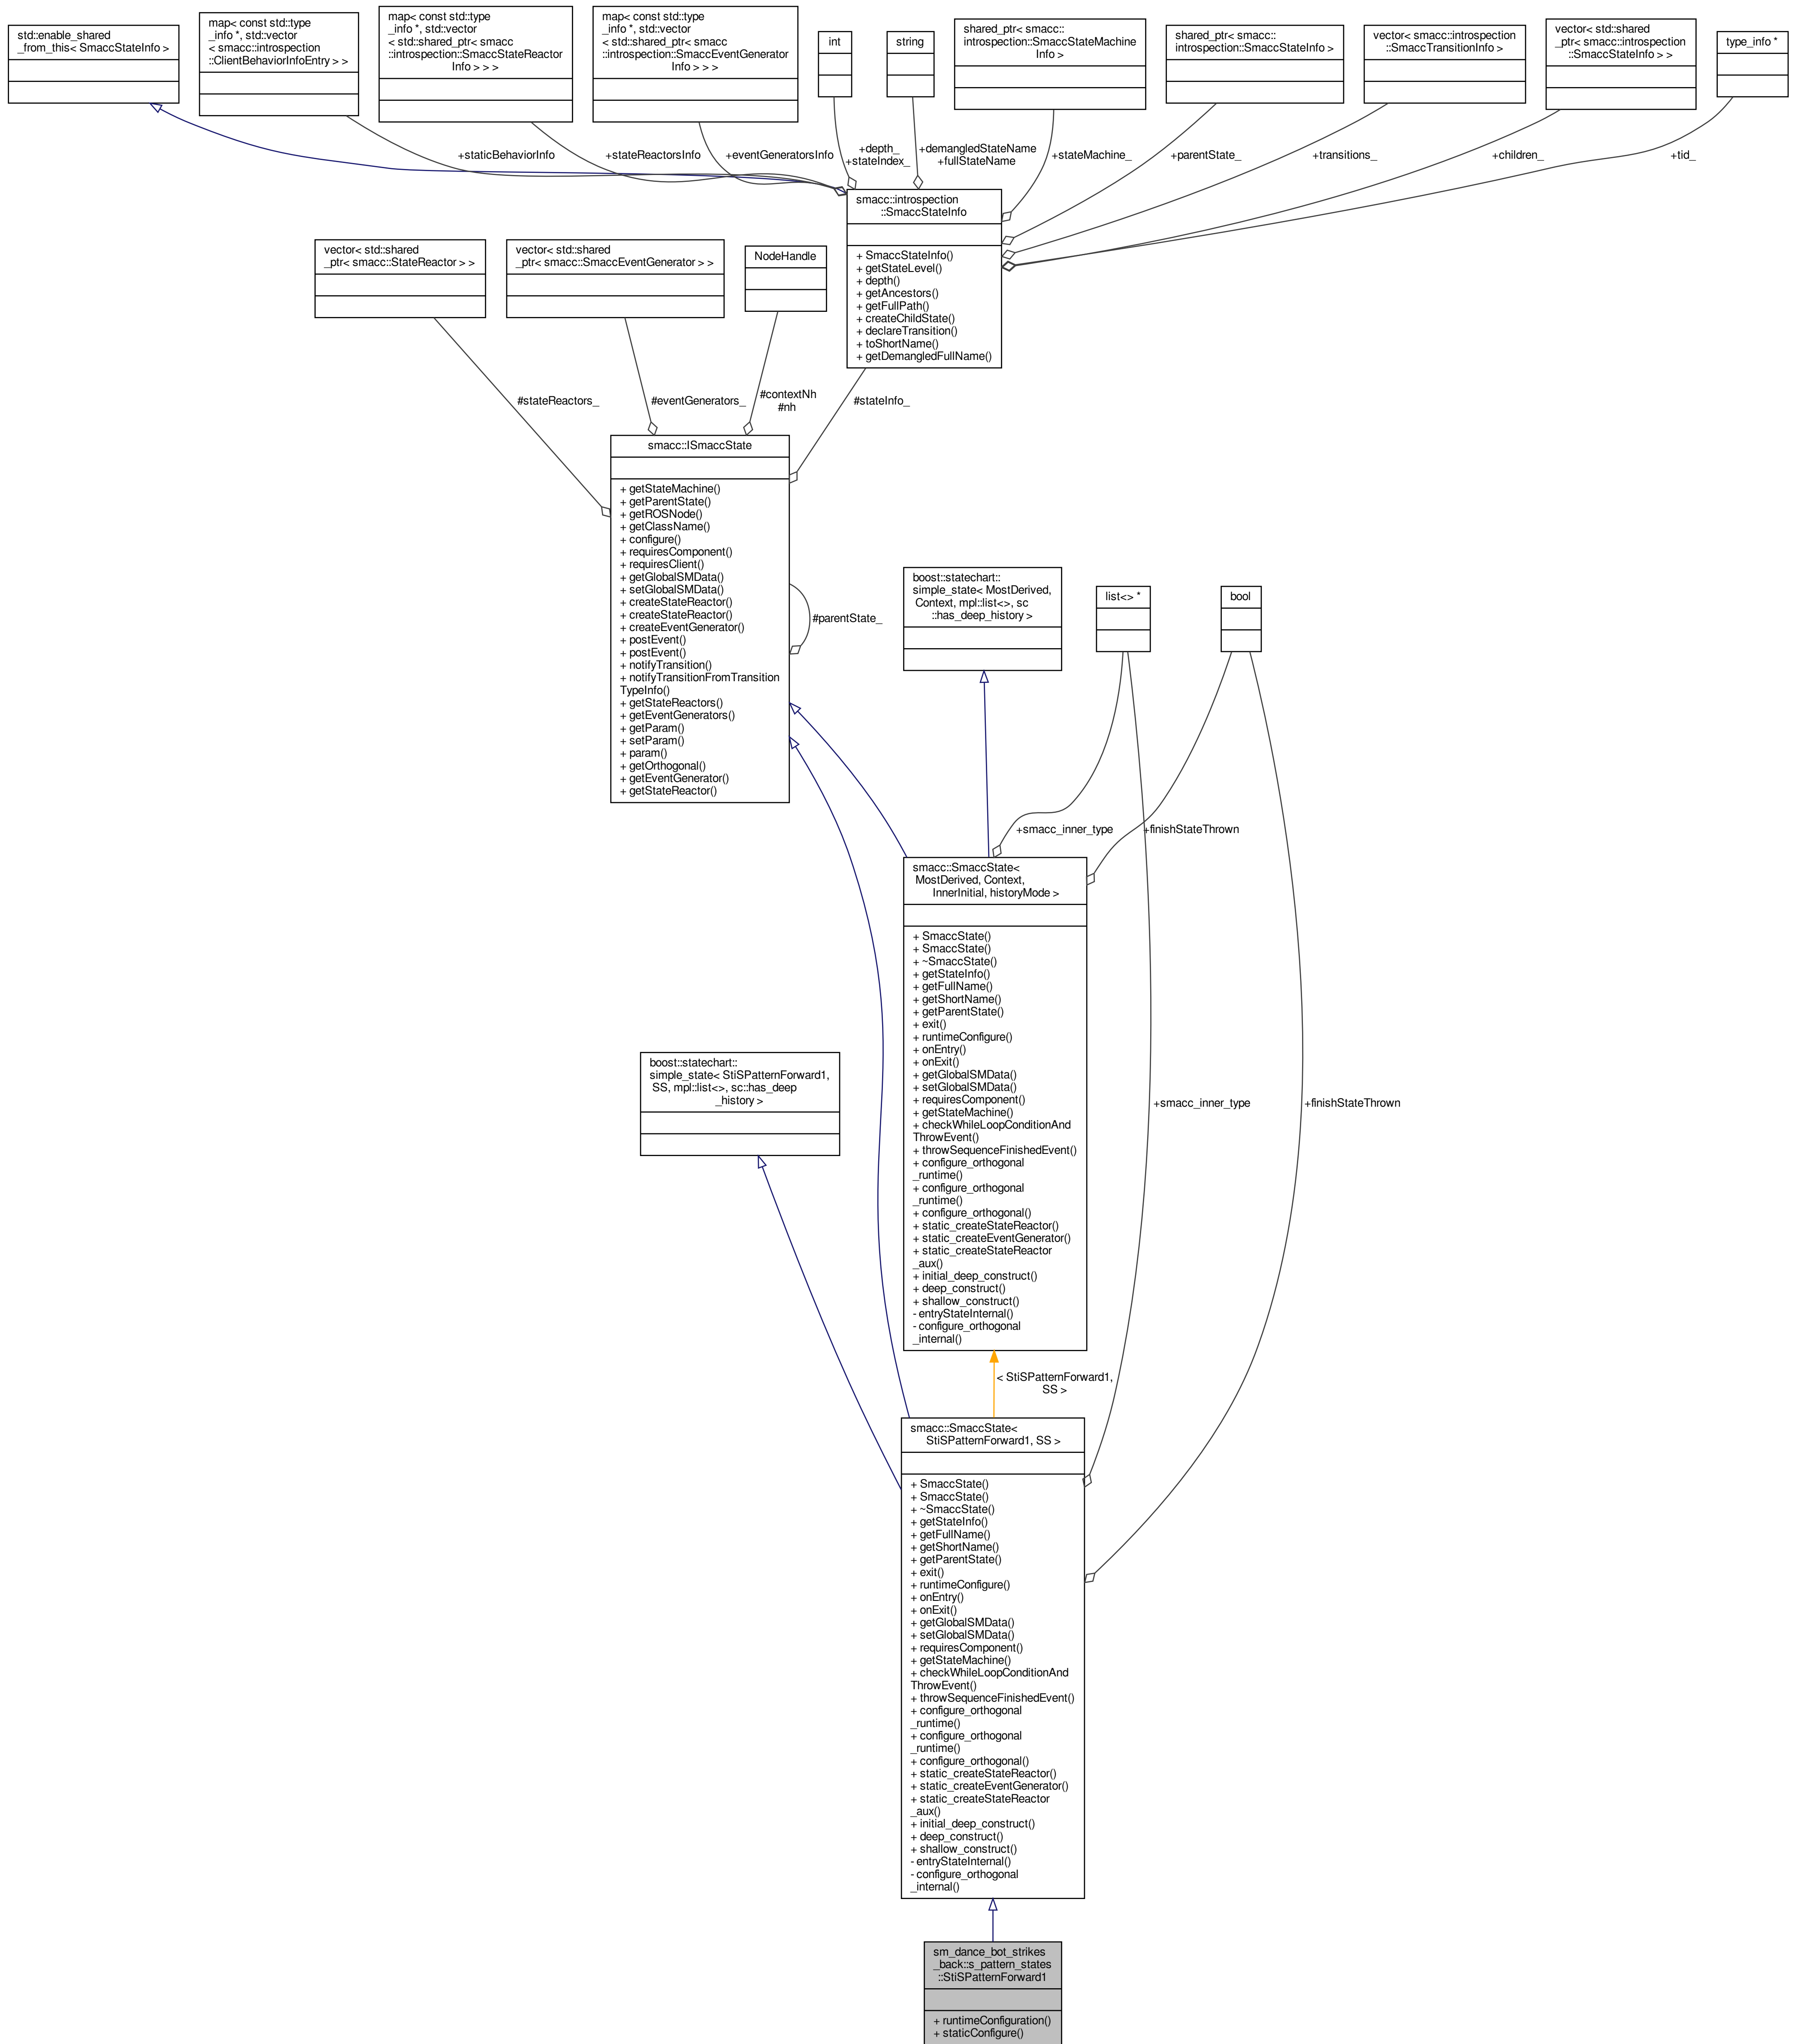 std::enable_shared
_from_this< SmaccStateInfo >
map< const std::type
_info *, std::vector
< smacc::introspection
::ClientBehaviorInfoEntry > >
map< const std::type
_info *, std::vector
< std::shared_ptr< smacc
::introspection::SmaccStateReactor
Info > > >
map< const std::type
_info *, std::vector
< std::shared_ptr< smacc
::introspection::SmaccEventGenerator
Info > > >
int
string
shared_ptr< smacc::
introspection::SmaccStateMachine
Info >
shared_ptr< smacc::
introspection::SmaccStateInfo >
vector< smacc::introspection
::SmaccTransitionInfo >
vector< std::shared
_ptr< smacc::introspection
::SmaccStateInfo > >
type_info *
+staticBehaviorInfo
+stateReactorsInfo
+eventGeneratorsInfo
+depth_
+stateIndex_
+demangledStateName
+fullStateName
+stateMachine_
+parentState_
+transitions_
+children_
+tid_
smacc::introspection
::SmaccStateInfo
+ SmaccStateInfo()
+ getStateLevel()
+ depth()
+ getAncestors()
+ getFullPath()
+ createChildState()
+ declareTransition()
+ toShortName()
+ getDemangledFullName()
vector< std::shared
_ptr< smacc::StateReactor > >
vector< std::shared
_ptr< smacc::SmaccEventGenerator > >
NodeHandle
#stateReactors_
#eventGenerators_
#contextNh
#nh
#stateInfo_
smacc::ISmaccState
+ getStateMachine()
+ getParentState()
+ getROSNode()
+ getClassName()
+ configure()
+ requiresComponent()
+ requiresClient()
+ getGlobalSMData()
+ setGlobalSMData()
+ createStateReactor()
+ createStateReactor()
+ createEventGenerator()
+ postEvent()
+ postEvent()
+ notifyTransition()
+ notifyTransitionFromTransition
TypeInfo()
+ getStateReactors()
+ getEventGenerators()
+ getParam()
+ setParam()
+ param()
+ getOrthogonal()
+ getEventGenerator()
+ getStateReactor()
#parentState_
boost::statechart::
simple_state< MostDerived,
Context, mpl::list<>, sc
::has_deep_history >
list<> *
bool
+smacc_inner_type
+finishStateThrown
smacc::SmaccState<
MostDerived, Context,
InnerInitial, historyMode >
+ SmaccState()
+ SmaccState()
+ ~SmaccState()
+ getStateInfo()
+ getFullName()
+ getShortName()
+ getParentState()
+ exit()
+ runtimeConfigure()
+ onEntry()
+ onExit()
+ getGlobalSMData()
+ setGlobalSMData()
+ requiresComponent()
+ getStateMachine()
+ checkWhileLoopConditionAnd
ThrowEvent()
+ throwSequenceFinishedEvent()
+ configure_orthogonal
_runtime()
+ configure_orthogonal
_runtime()
+ configure_orthogonal()
+ static_createStateReactor()
+ static_createEventGenerator()
+ static_createStateReactor
_aux()
+ initial_deep_construct()
+ deep_construct()
+ shallow_construct()
- entryStateInternal()
- configure_orthogonal
_internal()
boost::statechart::
simple_state< StiSPatternForward1,
SS, mpl::list<>, sc::has_deep
_history >
+smacc_inner_type
+finishStateThrown
< StiSPatternForward1,
SS >
smacc::SmaccState<
StiSPatternForward1, SS >
+ SmaccState()
+ SmaccState()
+ ~SmaccState()
+ getStateInfo()
+ getFullName()
+ getShortName()
+ getParentState()
+ exit()
+ runtimeConfigure()
+ onEntry()
+ onExit()
+ getGlobalSMData()
+ setGlobalSMData()
+ requiresComponent()
+ getStateMachine()
+ checkWhileLoopConditionAnd
ThrowEvent()
+ throwSequenceFinishedEvent()
+ configure_orthogonal
_runtime()
+ configure_orthogonal
_runtime()
+ configure_orthogonal()
+ static_createStateReactor()
+ static_createEventGenerator()
+ static_createStateReactor
_aux()
+ initial_deep_construct()
+ deep_construct()
+ shallow_construct()
- entryStateInternal()
- configure_orthogonal
_internal()
sm_dance_bot_strikes
_back::s_pattern_states
::StiSPatternForward1
+ runtimeConfiguration()
+ staticConfigure()